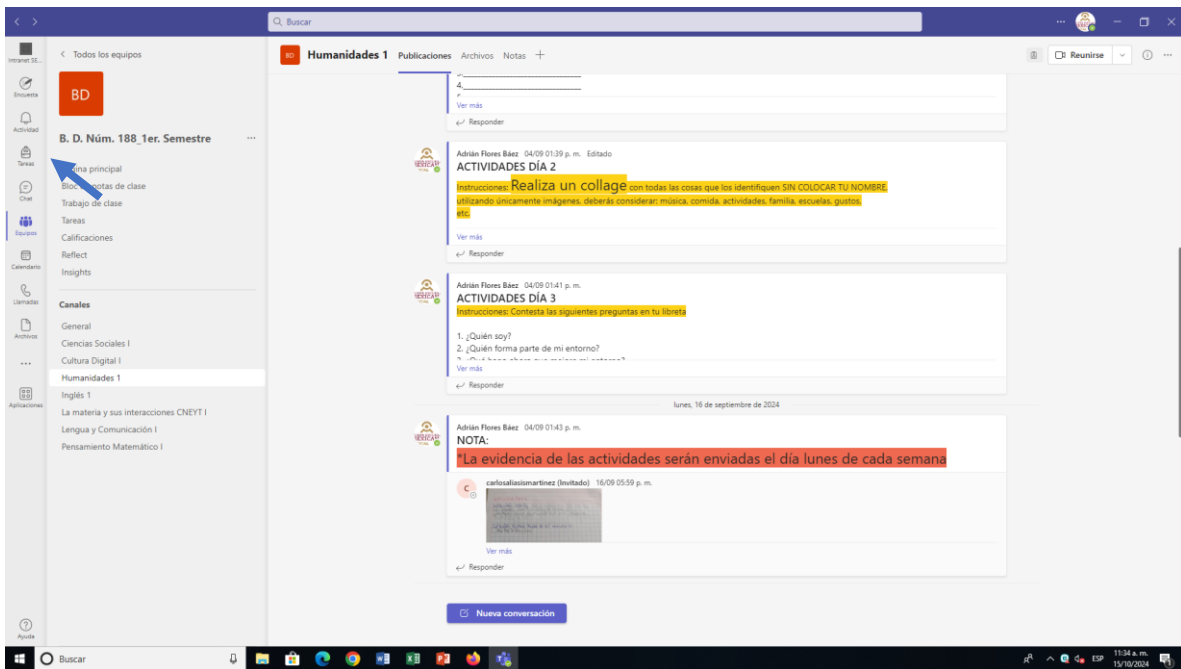 Buscar
Intranet SE...
Encuesta
Actividad
Tareas
Chat
Equipos
Calendario
Llamadas
Archivos
Aplicaciones
Ayuda
Todos los equipos
BD
B. D. Núm. 188_1er. Semestre
principal
Bloc notas de clase
Trabajo de clase
Tareas
Calificaciones
Reflect
Insights
Canales
General
Ciencias Sociales I
Cultura Digital I
Humanidades 1
Inglés 1
La materia y sus interacciones CNEYT I
Lengua y Comunicación I
Pensamiento Matemático I
BD Humanidades 1 Publicaciones Archivos Notas
Reunirse
4.
Ver más
Responder
Adrián Flores Báez 04/09 01:39 p. m. Editado
ACTIVIDADES DÍA 2
Instrucciones: Realiza un collage con todas las cosas que los identifiquen SIN COLOCAR TU NOMBRE,
utilizando únicamente imágenes, deberás considerar: música, comida, actividades, familia, escuelas, gustos,
etc.
Ver más
Responder
Adrián Flores Báez 04/09 01:41 p. m.
ACTIVIDADES DÍA 3
Instrucciones: Contesta las siguientes preguntas en tu libreta
1. ¿Quién soy?
2. ¿Quién forma parte de mi entorno?
Ver más
Responder
lunes, 16 de septiembre de 2024
Adrián Flores Báez 04/09 01:43 p. m.
NOTA:
*La evidencia de las actividades serán enviadas el día lunes de cada semana
C carlosaliasismartinez (Invitado) 16/09 05:59 p. m.
Ver más
Responder
Nueva conversación
Buscar
ESP
11:34 a. m.
15/10/2024